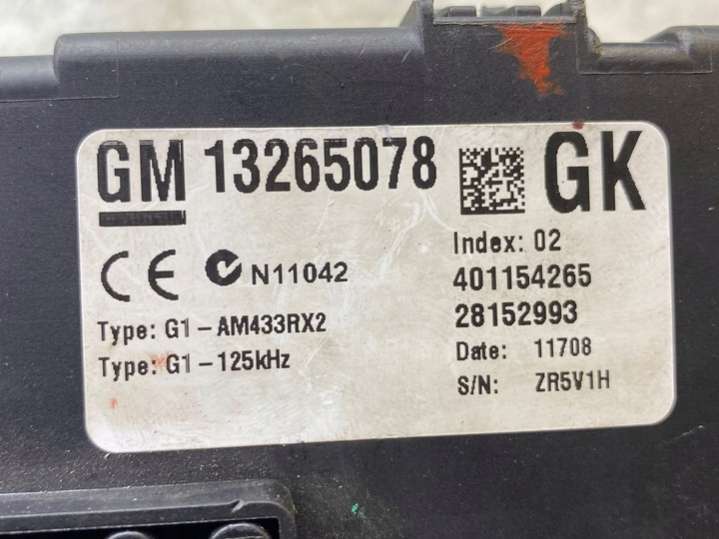 GM 13265078 GK
CE N11042
Type: G1-AM433RX2
Type: G1-125kHz
Index: 02
401154265
28152993
Date: 11708
S/N: ZR5V1H